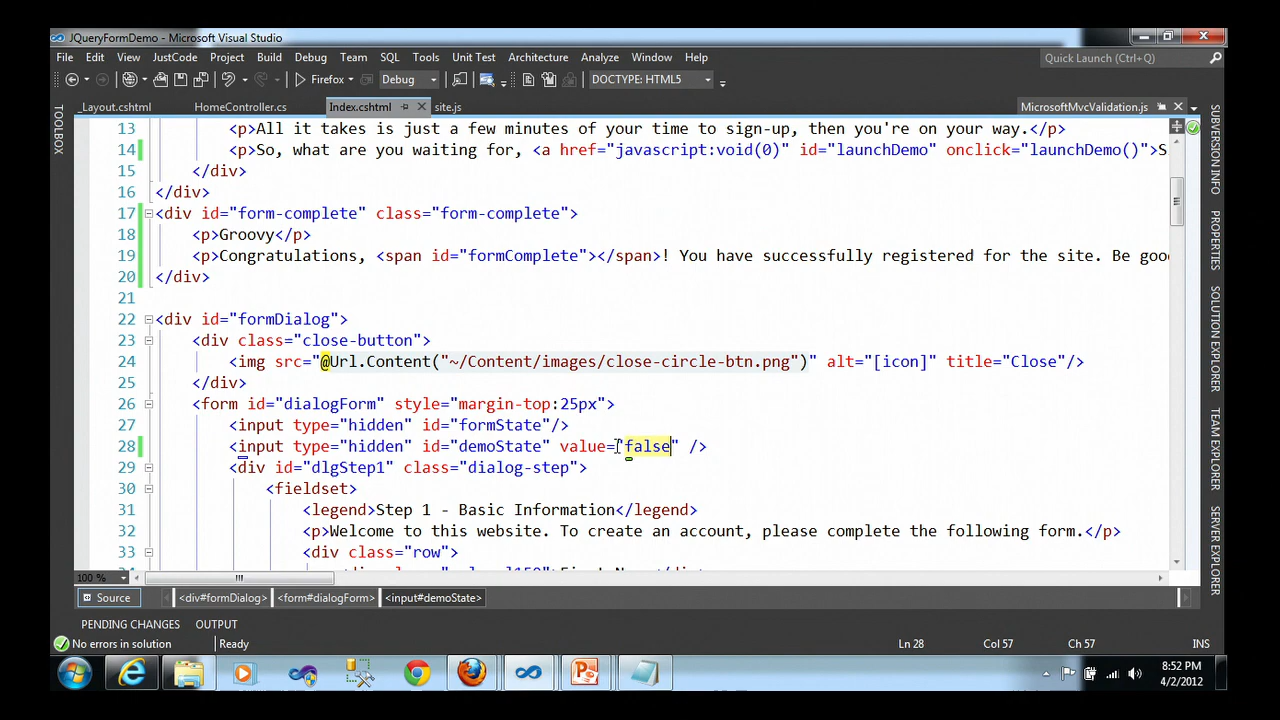 JQueryFormDemo - Microsoft Visual Studio
File Edit View JustCode Project Build Debug Team SQL Tools Unit Test Architecture Analyze Window Help Quick Launch (Ctrl+Q)
Firefox Debug DOCTYPE: HTML5
_Layout.cshtml HomeController.cs Index.cshtml site.js MicrosoftMvcValidation.js
TOOLBOX
13 <p>All it takes is just a few minutes of your time to sign-up, then you're on your way.</p>
14 <p>So, what are you waiting for, <a href="javascript:void(0)" id="launchDemo" onclick="launchDemo()">S
15 </div>
16 </div>
17 <div id="form-complete" class="form-complete">
18 <p>Groovy</p>
19 <p>Congratulations, <span id="formComplete"></span>! You have successfully registered for the site. Be goo
20 </div>
21
22 <div id="formDialog">
23 <div class="close-button">
24 <img src="@Url.Content("~/Content/images/close-circle-btn.png")" alt="[icon]" title="Close"/>
25 </div>
26 <form id="dialogForm" style="margin-top:25px">
27 <input type="hidden" id="formState"/>
28 <input type="hidden" id="demoState" value="false" />
29 <div id="dlgStep1" class="dialog-step">
30 <fieldset>
31 <legend>Step 1 - Basic Information</legend>
32 <p>Welcome to this website. To create an account, please complete the following form.</p>
33 <div class="row">
SUBVERSION INFO
PROPERTIES
SOLUTION EXPLORER
TEAM EXPLORER
SERVER EXPLORER
100 %
Source <div#formDialog> <form#dialogForm> <input#demoState>
PENDING CHANGES OUTPUT
No errors in solution Ready Ln 28 Col 57 Ch 57 INS
8:52 PM
4/2/2012